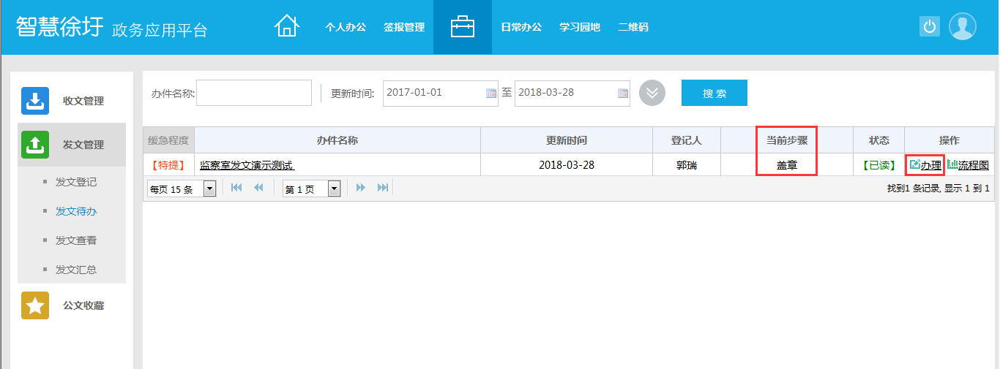 智慧徐圩 政务应用平台
个人办公 签报管理 日常办公 学习园地 二维码
收文管理
发文管理
发文登记
发文待办
发文查看
发文汇总
公文收藏
办件名称: 更新时间: 2017-01-01 至 2018-03-28 搜 索
缓急程度 办件名称 更新时间 登记人 当前步骤 状态 操作
【特提】 监察室发文演示测试 2018-03-28 郭瑞 盖章 【已读】 办理 流程图
每页 15 条 第 1 页 找到1 条记录, 显示 1 到 1